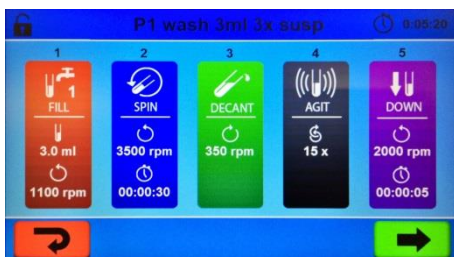 P1 wash 3ml 3x susp
0:05:20
1
1
FILL
3.0 ml
1100 rpm
2
SPIN
3500 rpm
00:00:30
3
DECANT
350 rpm
4
AGIT
15 x
5
DOWN
2000 rpm
00:00:05